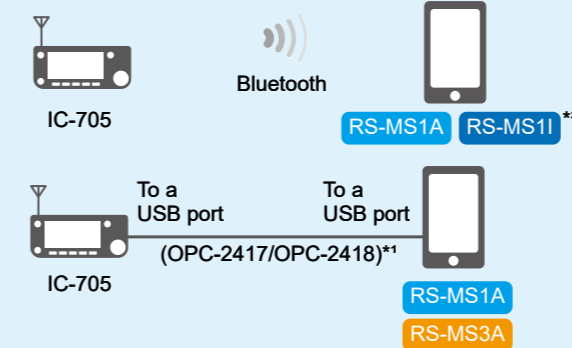 Bluetooth
IC-705
RS-MS1A
RS-MS1I
To a
USB port
To a
USB port
(OPC-2417/OPC-2418)*¹
IC-705
RS-MS1A
RS-MS3A